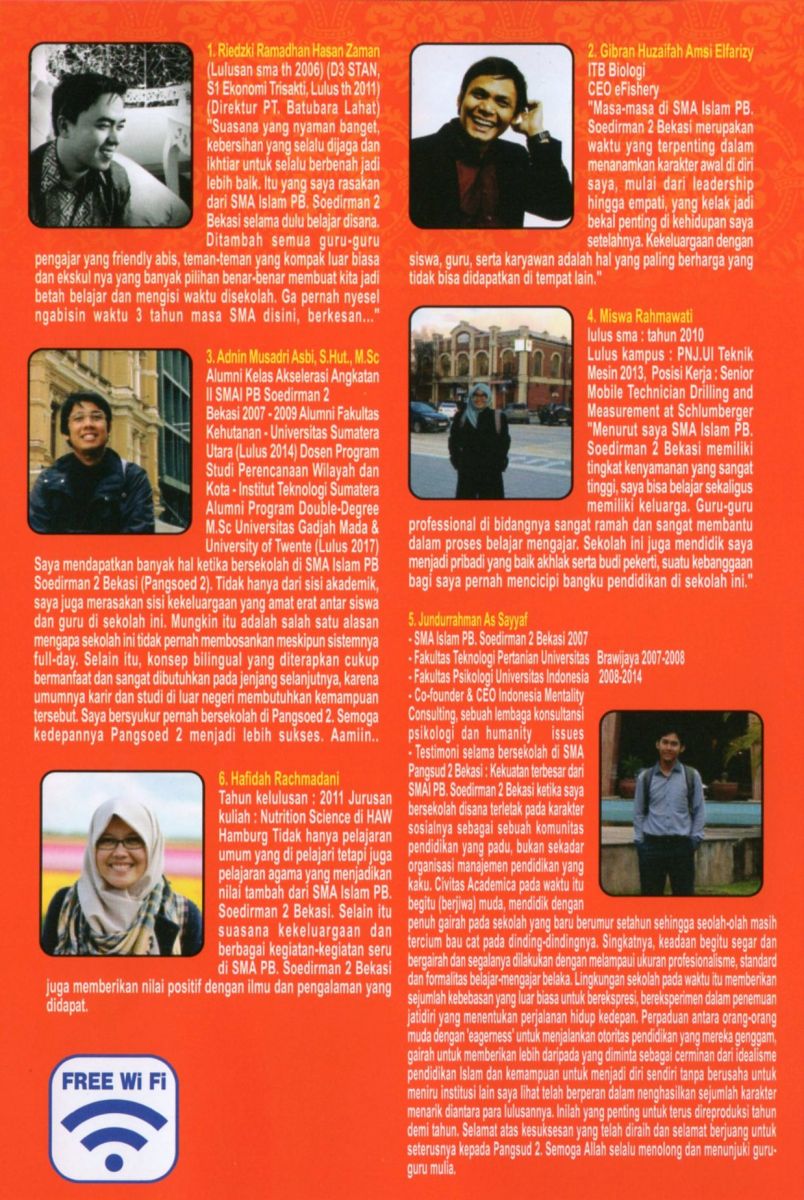 1. Riedzki Ramadhan Hasan Zaman
(Lulusan sma th 2006) (D3 STAN,
S1 Ekonomi Trisakti, Lulus th 2011)
(Direktur PT. Batubara Lahat)
"Suasana yang nyaman banget,
kebersihan yang selalu dijaga dan
ikhtiar untuk selalu berbenah jadi
lebih baik. Itu yang saya rasakan
dari SMA Islam PB. Soedirman 2
Bekasi selama dulu belajar disana.
Ditambah semua guru-guru
pengajar yang friendly abis, teman-teman yang kompak luar biasa
dan ekskul nya yang banyak pilihan benar-benar membuat kita jadi
betah belajar dan mengisi waktu disekolah. Ga pernah nyesel
ngabisin waktu 3 tahun masa SMA disini, berkesan..."
2. Gibran Huzaifah Amsi Elfarizy
ITB Biologi
CEO eFishery
"Masa-masa di SMA Islam PB.
Soedirman 2 Bekasi merupakan
waktu yang terpenting dalam
menanamkan karakter awal di diri
saya, mulai dari leadership
hingga empati, yang kelak jadi
bekal penting di kehidupan saya
setelahnya. Kekeluargaan dengan
siswa, guru, serta karyawan adalah hal yang paling berharga yang
tidak bisa didapatkan di tempat lain."
3. Adnin Musadri Asbi, S.Hut., M.Sc
Alumni Kelas Akselerasi Angkatan
II SMAI PB Soedirman 2
Bekasi 2007 - 2009 Alumni Fakultas
Kehutanan - Universitas Sumatera
Utara (Lulus 2014) Dosen Program
Studi Perencanaan Wilayah dan
Kota - Institut Teknologi Sumatera
Alumni Program Double-Degree
M.Sc Universitas Gadjah Mada &
University of Twente (Lulus 2017)
Saya mendapatkan banyak hal ketika bersekolah di SMA Islam PB
Soedirman 2 Bekasi (Pangsoed 2). Tidak hanya dari sisi akademik,
saya juga merasakan sisi kekeluargaan yang amat erat antar siswa
dan guru di sekolah ini. Mungkin itu adalah salah satu alasan
mengapa sekolah ini tidak pernah membosankan meskipun sistemnya
full-day. Selain itu, konsep bilingual yang diterapkan cukup
bermanfaat dan sangat dibutuhkan pada jenjang selanjutnya, karena
umumnya karir dan studi di luar negeri membutuhkan kemampuan
tersebut. Saya bersyukur pernah bersekolah di Pangsoed 2. Semoga
kedepannya Pangsoed 2 menjadi lebih sukses. Aamiin..
4. Miswa Rahmawati
lulus sma : tahun 2010
Lulus kampus : PNJ.UI Teknik
Mesin 2013, Posisi Kerja : Senior
Mobile Technician Drilling and
Measurement at Schlumberger
"Menurut saya SMA Islam PB.
Soedirman 2 Bekasi memiliki
tingkat kenyamanan yang sangat
tinggi, saya bisa belajar sekaligus
memiliki keluarga. Guru-guru
professional di bidangnya sangat ramah dan sangat membantu
dalam proses belajar mengajar. Sekolah ini juga mendidik saya
menjadi pribadi yang baik akhlak serta budi pekerti, suatu kebanggaan
bagi saya pernah mencicipi bangku pendidikan di sekolah ini."
5. Jundurrahman As Sayyaf
- SMA Islam PB. Soedirman 2 Bekasi 2007
- Fakultas Teknologi Pertanian Universitas Brawijaya 2007-2008
- Fakultas Psikologi Universitas Indonesia 2008-2014
- Co-founder & CEO Indonesia Mentality
Consulting, sebuah lembaga konsultansi
psikologi dan humanity issues
- Testimoni selama bersekolah di SMA
Pangsud 2 Bekasi : Kekuatan terbesar dari
SMAI PB. Soedirman 2 Bekasi ketika saya
bersekolah disana terletak pada karakter
sosialnya sebagai sebuah komunitas
pendidikan yang padu, bukan sekadar
organisasi manajemen pendidikan yang
kaku. Civitas Academica pada waktu itu
begitu (berjiwa) muda, mendidik dengan
penuh gairah pada sekolah yang baru berumur setahun sehingga seolah-olah masih
tercium bau cat pada dinding-dindingnya. Singkatnya, keadaan begitu segar dan
bergairah dan segalanya dilakukan dengan melampaui ukuran profesionalisme, standard
dan formalitas belajar-mengajar belaka. Lingkungan sekolah pada waktu itu memberikan
sejumlah kebebasan yang luar biasa untuk berekspresi, bereksperimen dalam penemuan
jatidiri yang menentukan perjalanan hidup kedepan. Perpaduan antara orang-orang
muda dengan 'eagerness' untuk menjalankan otoritas pendidikan yang mereka genggam,
gairah untuk memberikan lebih daripada yang diminta sebagai cerminan dari idealisme
pendidikan Islam dan kemampuan untuk menjadi diri sendiri tanpa berusaha untuk
meniru institusi lain saya lihat telah berperan dalam nenghasilkan sejumlah karakter
menarik diantara para lulusannya. Inilah yang penting untuk terus direproduksi tahun
demi tahun. Selamat atas kesuksesan yang telah diraih dan selamat berjuang untuk
seterusnya kepada Pangsud 2. Semoga Allah selalu menolong dan menunjuki guru-
guru mulia.
6. Hafidah Rachmadani
Tahun kelulusan : 2011 Jurusan
kuliah : Nutrition Science di HAW
Hamburg Tidak hanya pelajaran
umum yang di pelajari tetapi juga
pelajaran agama yang menjadikan
nilai tambah dari SMA Islam PB.
Soedirman 2 Bekasi. Selain itu
suasana kekeluargaan dan
berbagai kegiatan-kegiatan seru
di SMA PB. Soedirman 2 Bekasi
juga memberikan nilai positif dengan ilmu dan pengalaman yang
didapat.
FREE Wi Fi